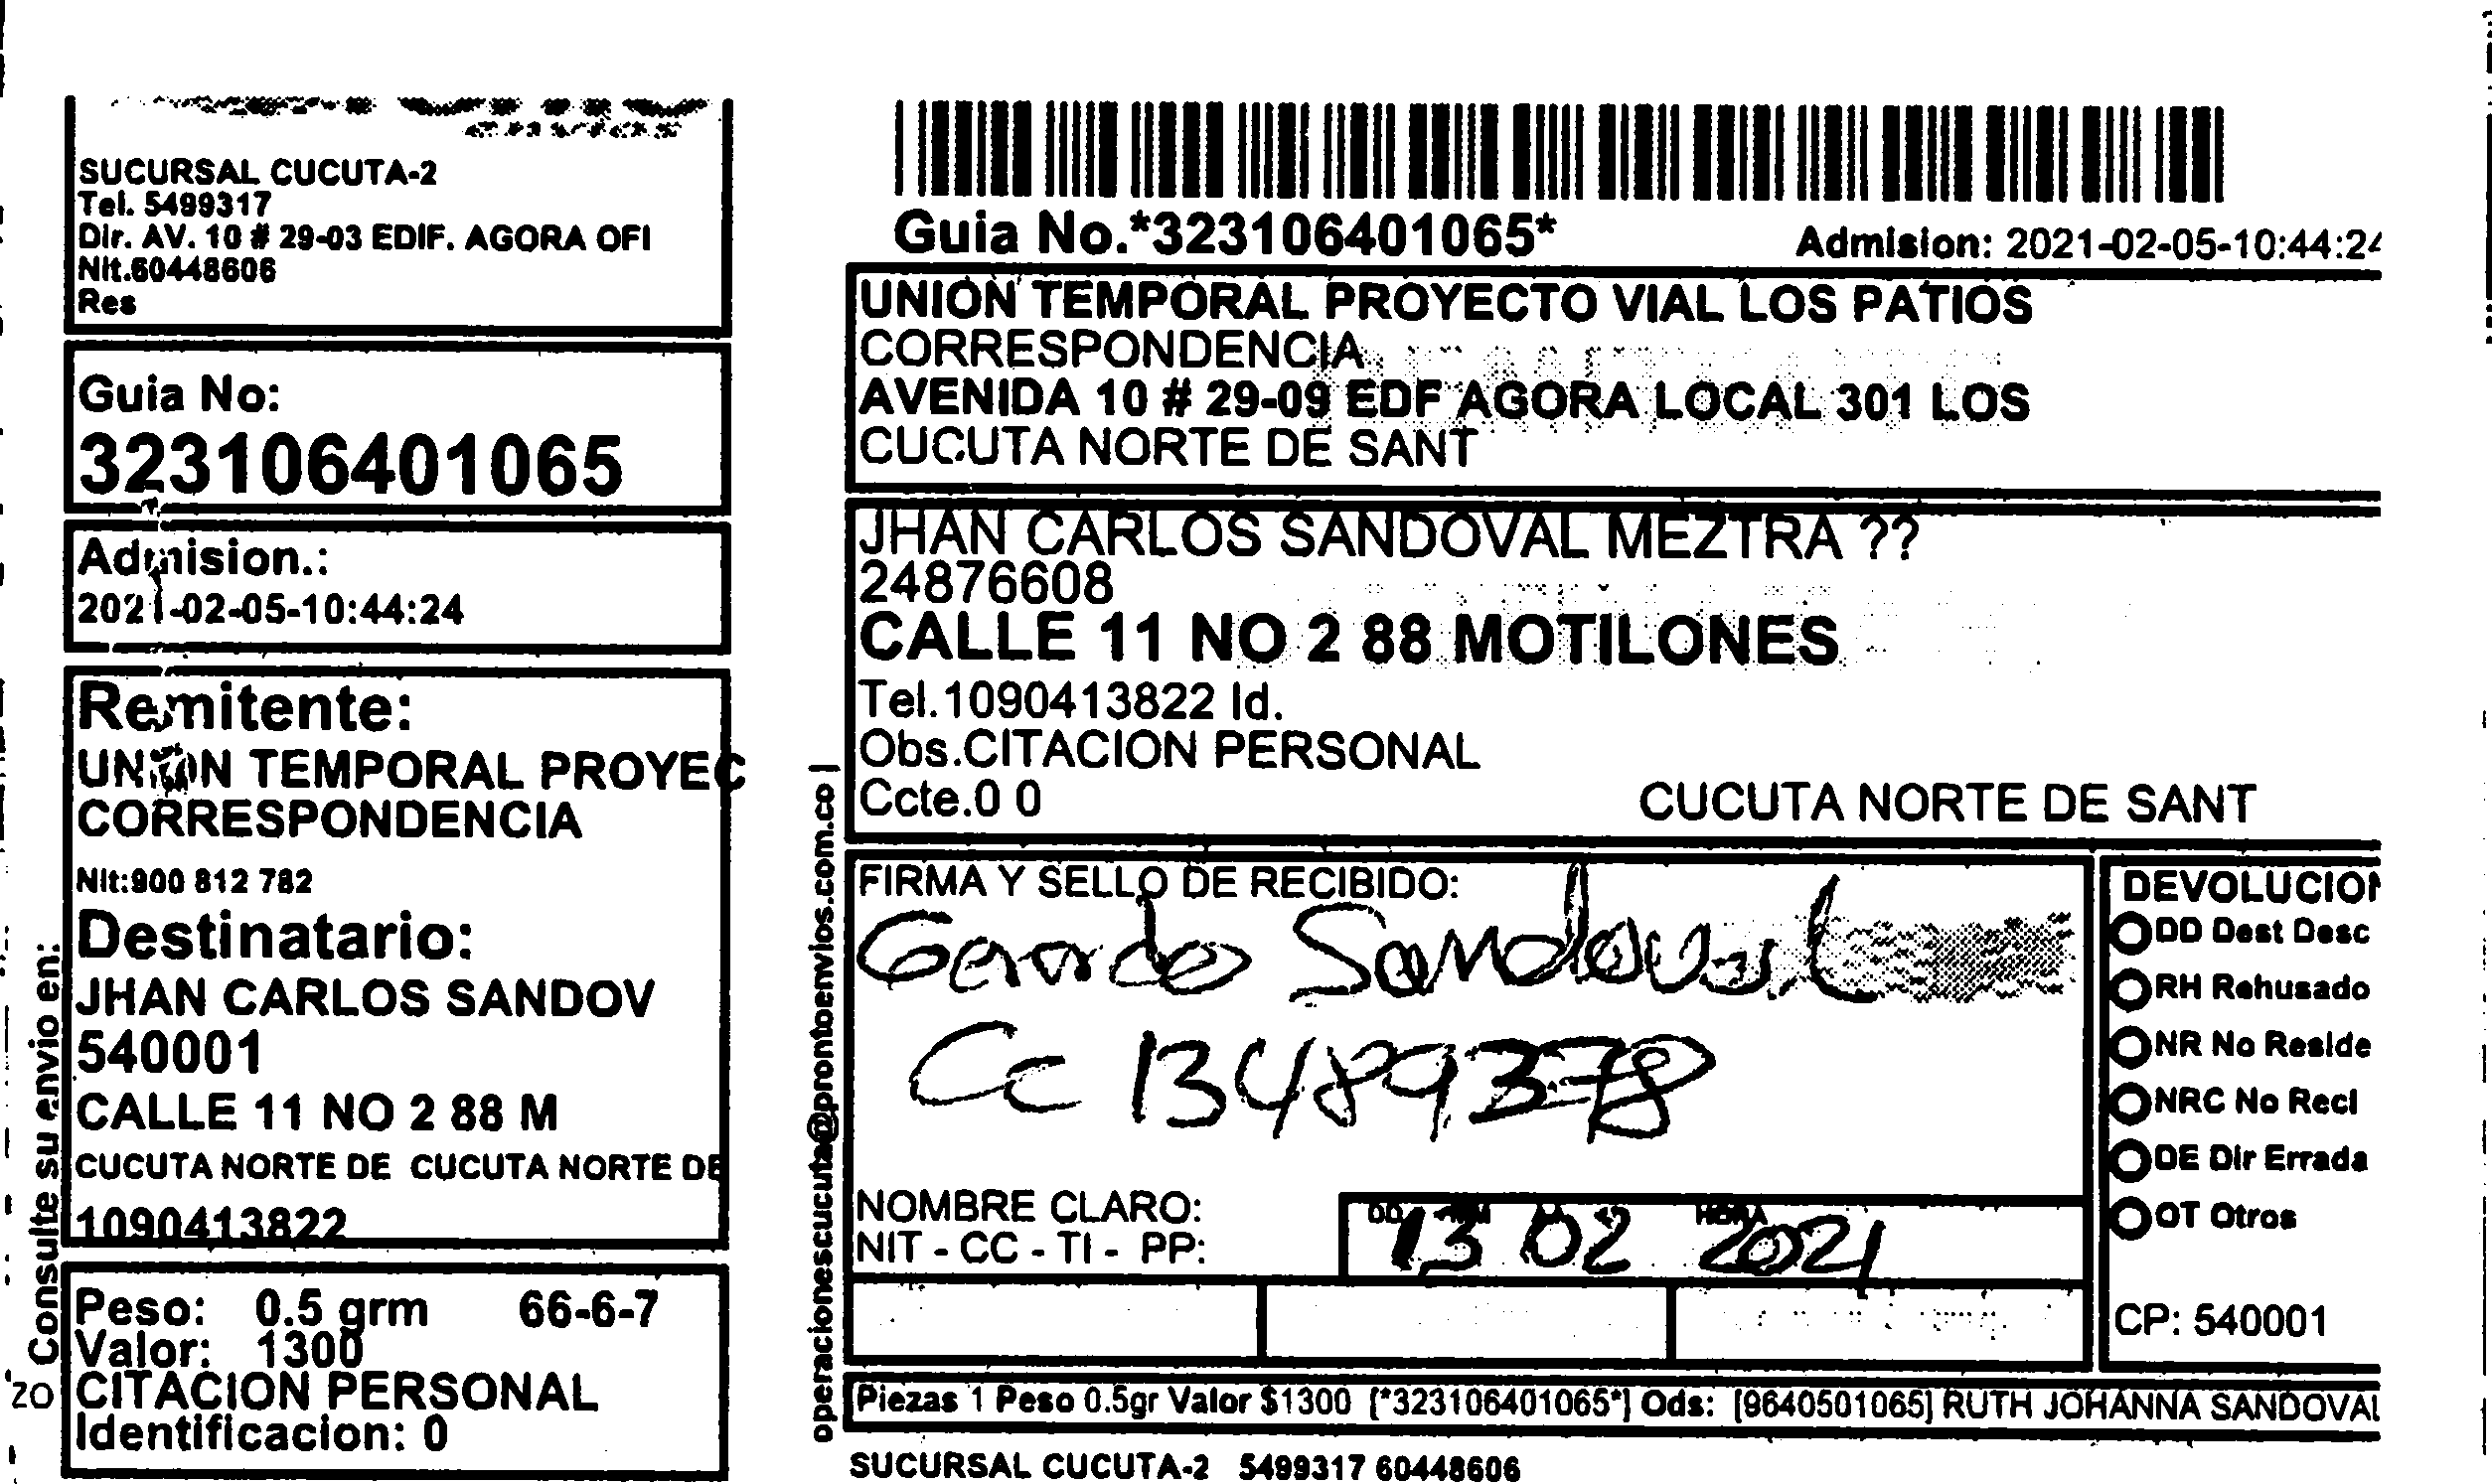 SUCURSAL CUCUTA-2
Tel. 5499317
Dir. AV. 10 # 29-03 EDIF. AGORA OFI
Nit.60448606
Res
Guia No:
323106401065
Admision.:
2021-02-05-10:44:24
Remitente:
UNION TEMPORAL PROYEC
CORRESPONDENCIA
Nit:900 812 782
Destinatario:
JHAN CARLOS SANDOV
540001
CALLE 11 NO 2 88 M
CUCUTA NORTE DE CUCUTA NORTE DE
1090413822
Peso: 0.5 grm 66-6-7
Valor: 1300
CITACION PERSONAL
Identificacion: 0
Consulte su envio en:
20
operacionescucuta@prontoenvios.com.co |
Guia No.*323106401065*
Admision: 2021-02-05-10:44:24
UNION TEMPORAL PROYECTO VIAL LOS PATIOS
CORRESPONDENCIA
AVENIDA 10 # 29-09 EDF AGORA LOCAL 301 LOS
CUCUTA NORTE DE SANT
JHAN CARLOS SANDOVAL MEZTRA ??
24876608
CALLE 11 NO 2 88 MOTILONES
Tel.1090413822 Id.
Obs.CITACION PERSONAL
Ccte.0 0
CUCUTA NORTE DE SANT
FIRMA Y SELLO DE RECIBIDO:
Gerardo Sandoval
CC 13489378
NOMBRE CLARO:
NIT - CC - TI - PP:
DD HORA
13 02 2021
DEVOLUCION
DD Dest Desc
RH Rehusado
NR No Reside
NRC No Recl
DE Dir Errada
OT Otros
CP: 540001
Piezas 1 Peso 0.5gr Valor $1300 [*323106401065*] Ods: [9640501065] RUTH JOHANNA SANDOVAL
SUCURSAL CUCUTA-2 5499317 60448606